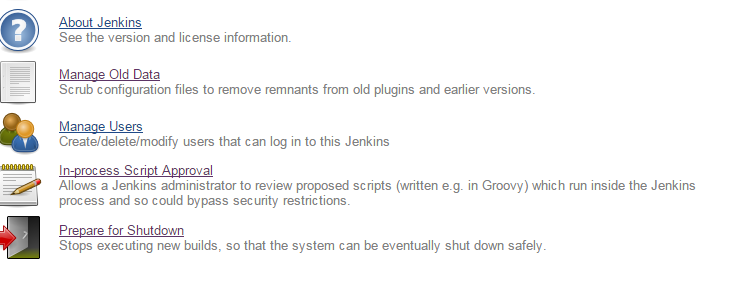 About Jenkins
See the version and license information.
Manage Old Data
Scrub configuration files to remove remnants from old plugins and earlier versions.
Manage Users
Create/delete/modify users that can log in to this Jenkins
In-process Script Approval
Allows a Jenkins administrator to review proposed scripts (written e.g. in Groovy) which run inside the Jenkins
process and so could bypass security restrictions.
Prepare for Shutdown
Stops executing new builds, so that the system can be eventually shut down safely.